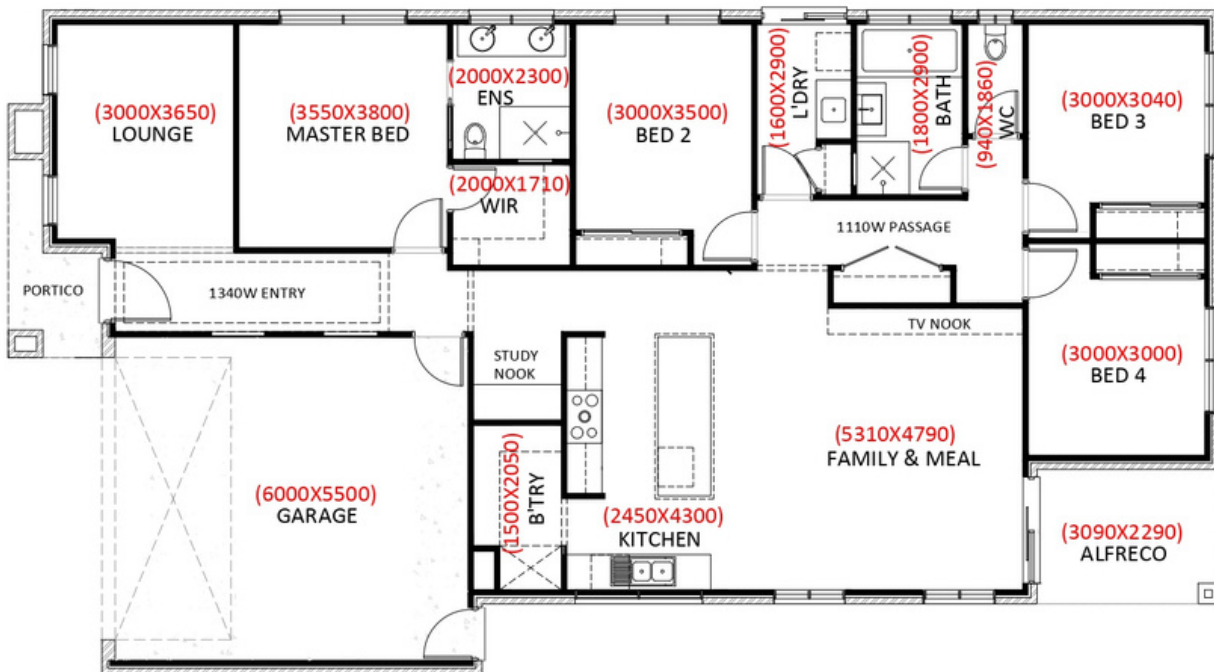 (3000X3650)
LOUNGE
(3550X3800)
MASTER BED
(2000X2300)
ENS
(2000X1710)
WIR
(3000X3500)
BED 2
(1600X2900)
L'DRY
(1800X2900)
BATH
(940X1860)
WC
(3000X3040)
BED 3
1110W PASSAGE
PORTICO
1340W ENTRY
STUDY
NOOK
TV NOOK
(3000X3000)
BED 4
(5310X4790)
FAMILY & MEAL
(6000X5500)
GARAGE
(1500X2050)
B'TRY
(2450X4300)
KITCHEN
(3090X2290)
ALFRECO